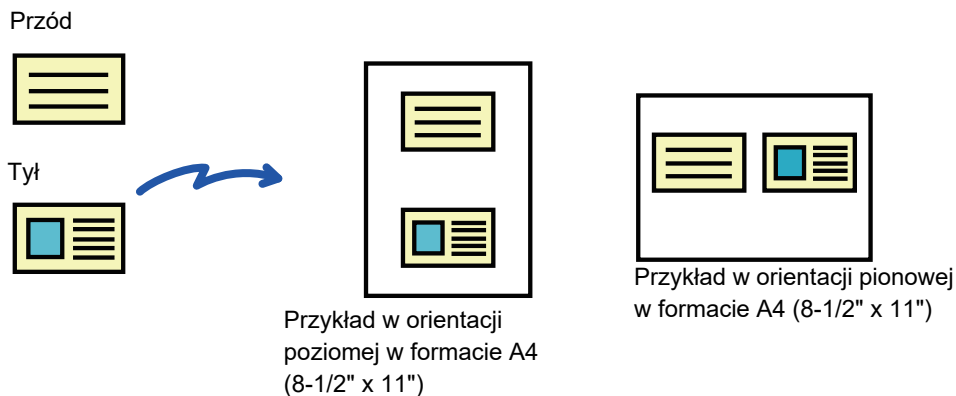 Przód
Tył
Przykład w orientacji
poziomej w formacie A4
(8-1/2" x 11")
Przykład w orientacji pionowej
w formacie A4 (8-1/2" x 11")